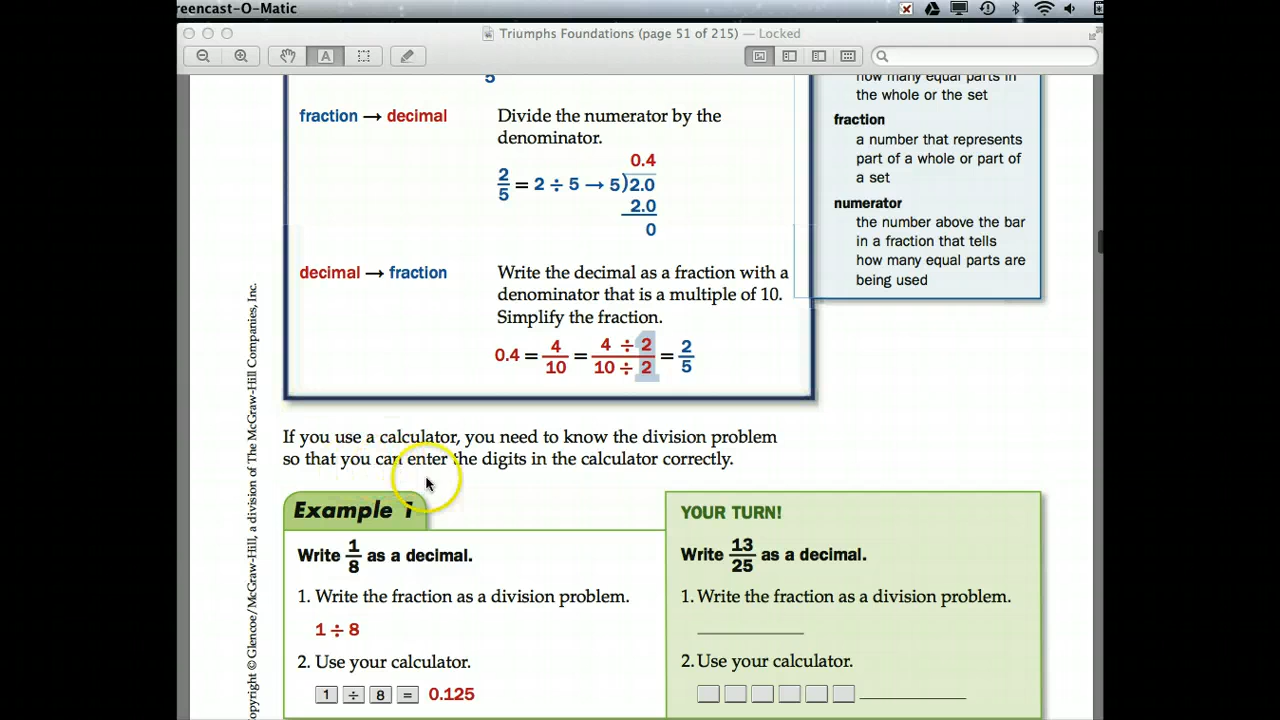 reencast-O-Matic
Triumphs Foundations (page 51 of 215) — Locked
5
fraction → decimal
Divide the numerator by the
denominator.
0.4
2/5 = 2 ÷ 5 → 5)2.0
2.0
0
decimal → fraction
Write the decimal as a fraction with a
denominator that is a multiple of 10.
Simplify the fraction.
0.4 = 4/10 = 4 ÷ 2/10 ÷ 2 = 2/5
how many equal parts in
the whole or the set
fraction
a number that represents
part of a whole or part of
a set
numerator
the number above the bar
in a fraction that tells
how many equal parts are
being used
If you use a calculator, you need to know the division problem
so that you can enter the digits in the calculator correctly.
Example 1
Write 1/8 as a decimal.
1. Write the fraction as a division problem.
1 ÷ 8
2. Use your calculator.
1 ÷ 8 = 0.125
YOUR TURN!
Write 13/25 as a decimal.
1. Write the fraction as a division problem.
2. Use your calculator.
opyright © Glencoe/McGraw-Hill, a division of The McGraw-Hill Companies, Inc.